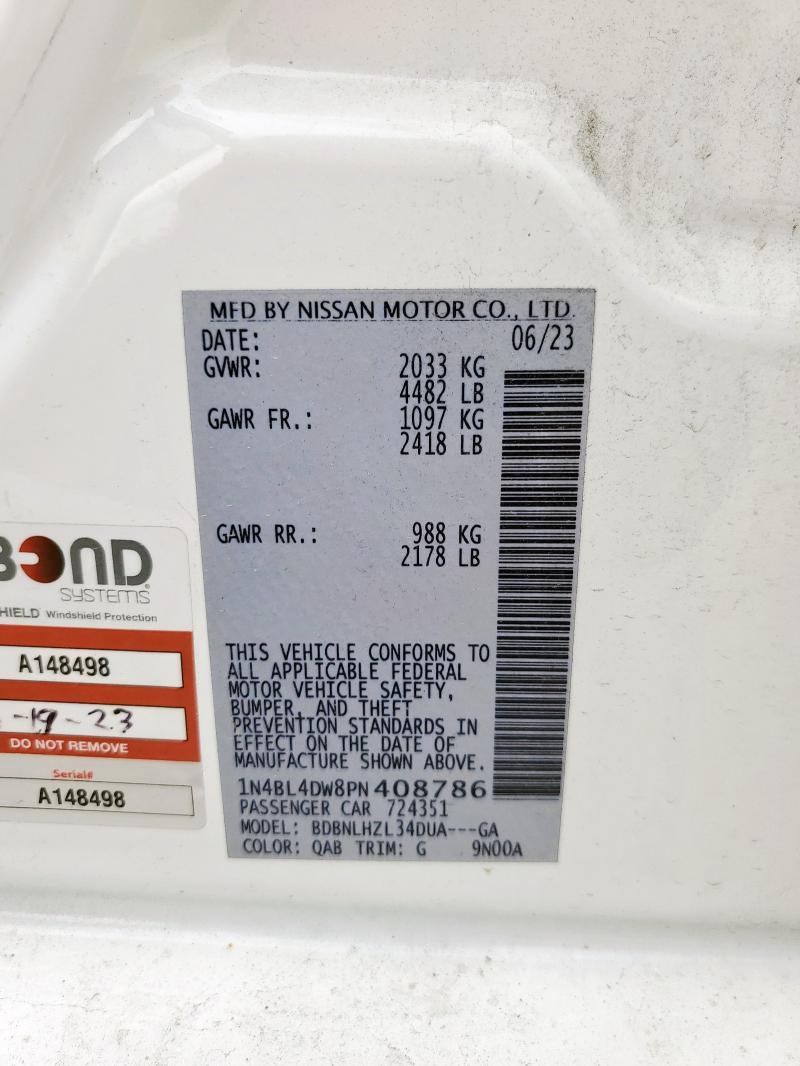 MFD BY NISSAN MOTOR CO., LTD.
DATE: 06/23
GVWR: 2033 KG
4482 LB
GAWR FR.: 1097 KG
2418 LB
GAWR RR.: 988 KG
2178 LB
THIS VEHICLE CONFORMS TO
ALL APPLICABLE FEDERAL
MOTOR VEHICLE SAFETY,
BUMPER, AND THEFT
PREVENTION STANDARDS IN
EFFECT ON THE DATE OF
MANUFACTURE SHOWN ABOVE.
1N4BL4DW8PN408786
PASSENGER CAR 724351
MODEL: BDBNLHZL34DUA---GA
COLOR: QAB TRIM: G 9N00A
BOND
SYSTEMS
HIELD Windshield Protection
A148498
-19-23
DO NOT REMOVE
Serial#
A148498